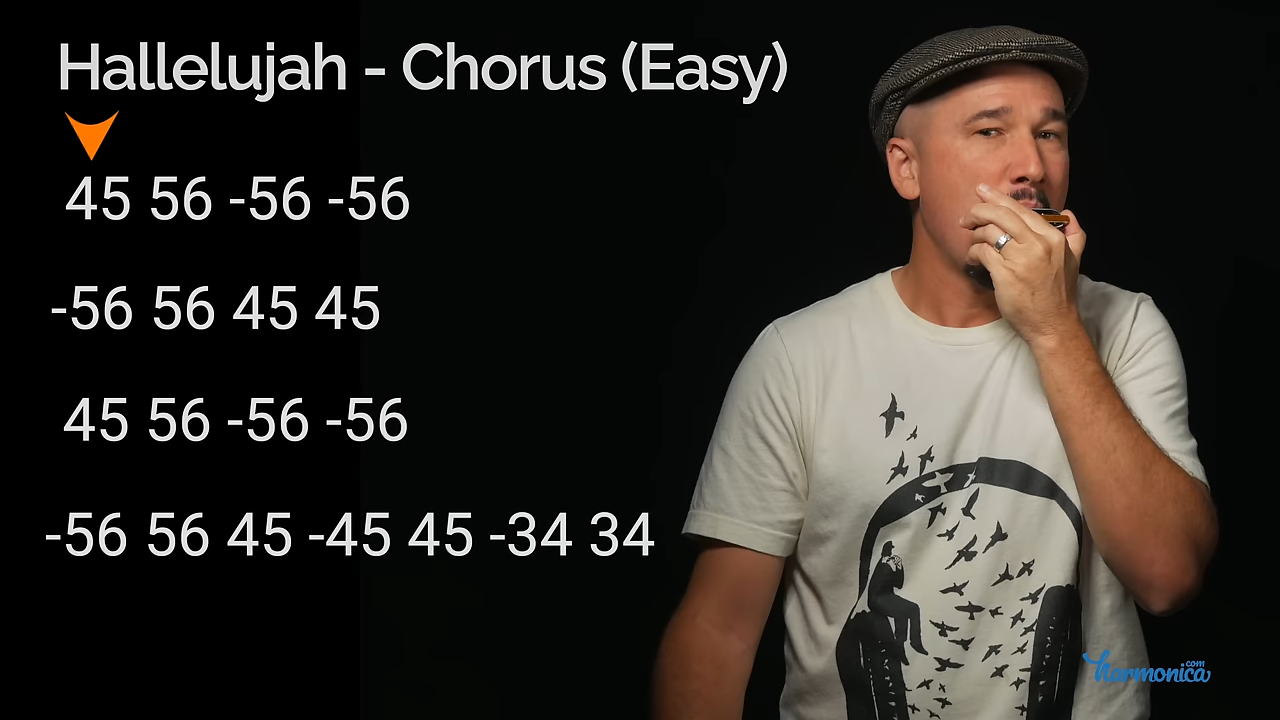 Hallelujah - Chorus (Easy)
45 56 -56 -56
-56 56 45 45
45 56 -56 -56
-56 56 45 -45 45 -34 34
harmonica.com